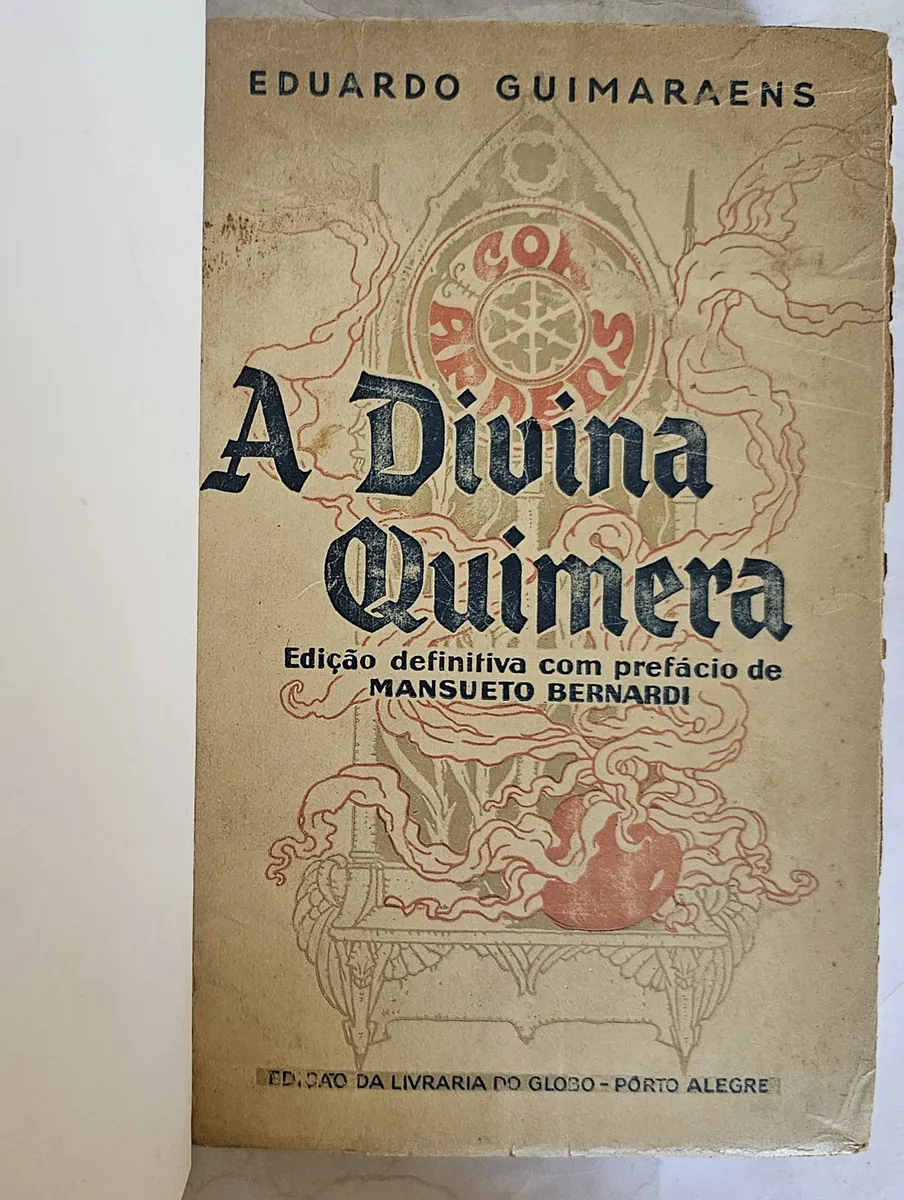 EDUARDO GUIMARAENS
COR
ARDENS
A Divina
Quimera
Edição definitiva com prefácio de
MANSUETO BERNARDI
EDIÇAO DA LIVRARIA DO GLOBO - PÔRTO ALEGRE